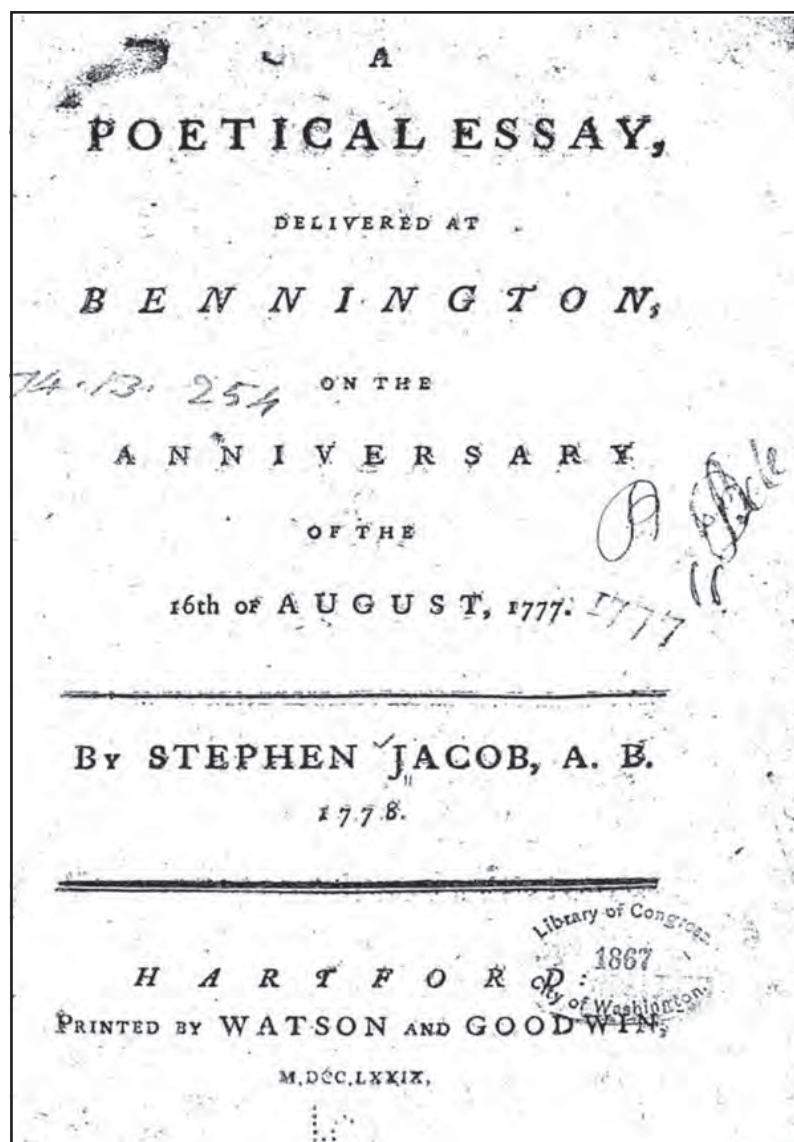 A
POETICAL ESSAY,
DELIVERED AT
BENNINGTON,
ON THE
74.13. 254
ANNIVERSARY
OF THE
16th OF AUGUST, 1777. 1777
BY STEPHEN JACOB, A. B.
1778.
Library of Congress
1867
City of Washington.
HARTFORD:
PRINTED BY WATSON AND GOODWIN,
M,DCC,LXXIX,